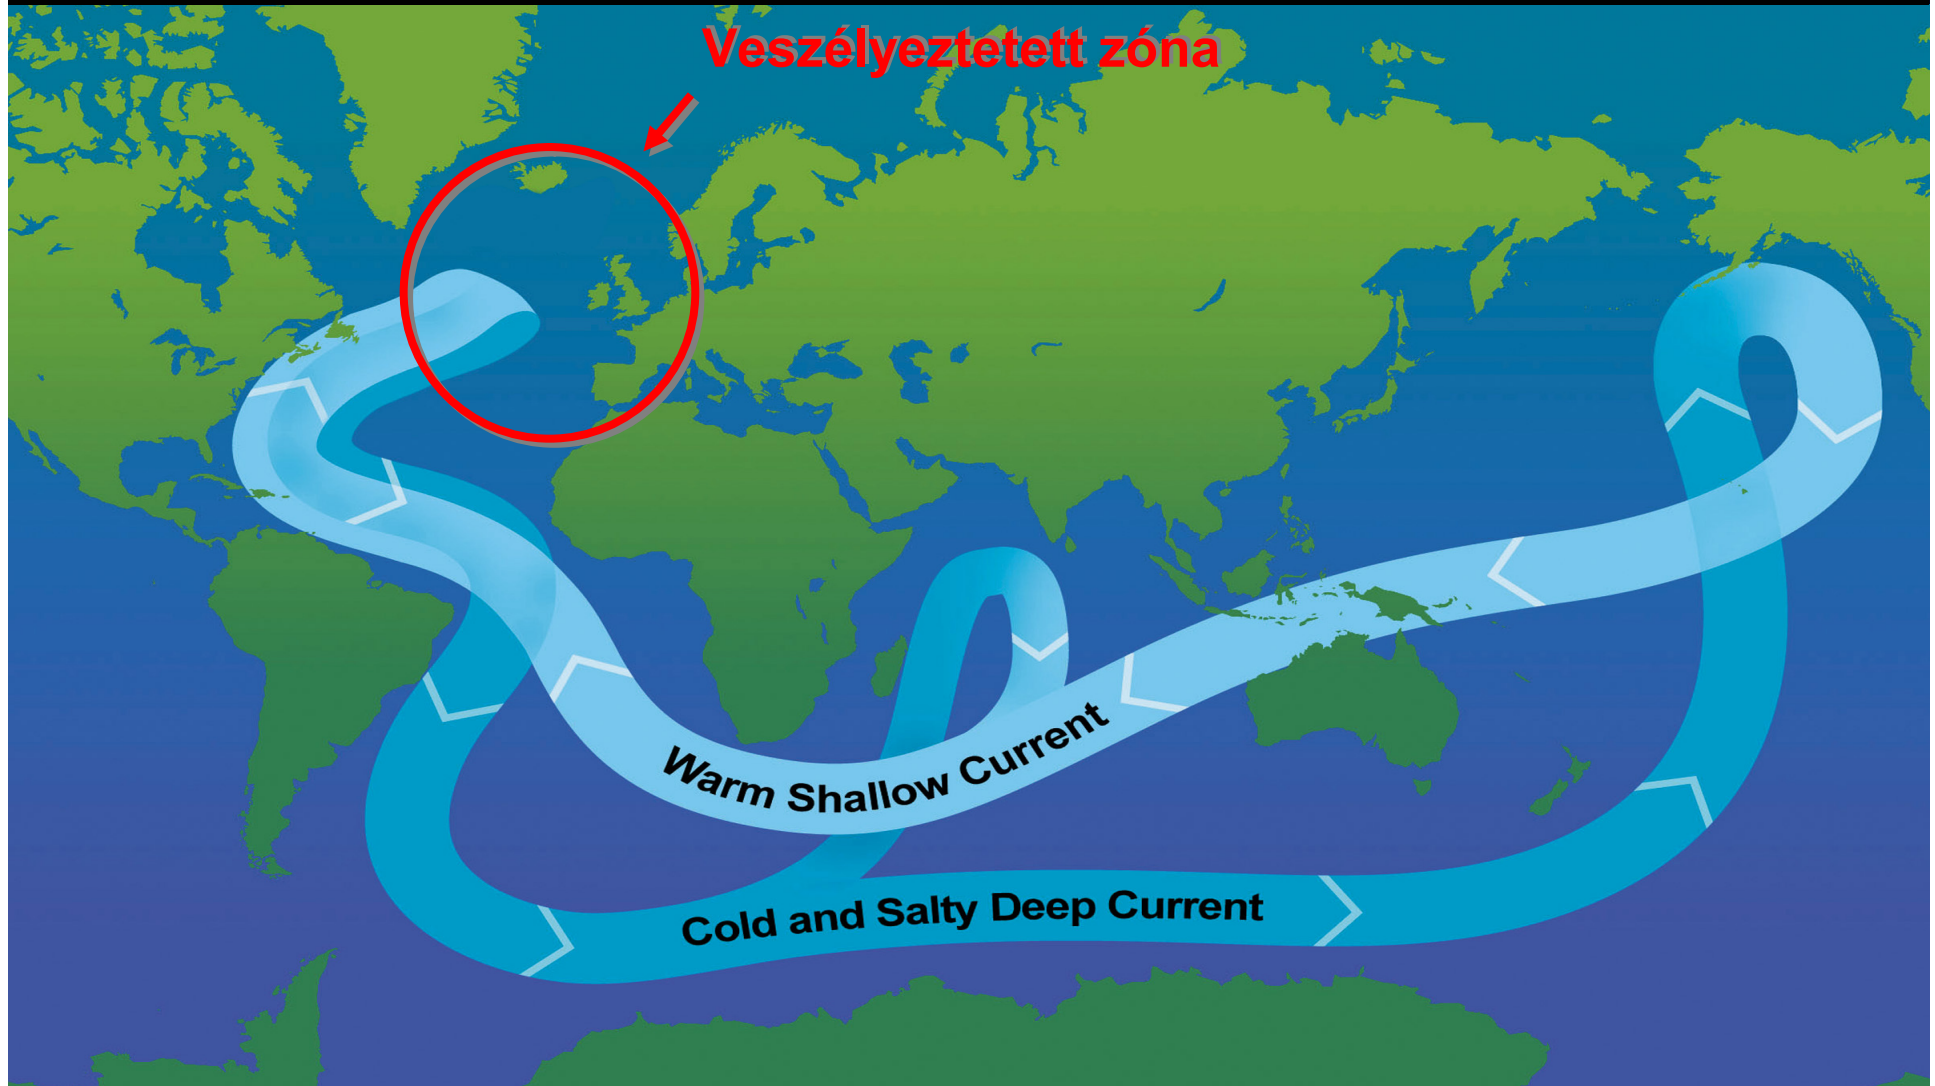 Veszélyeztetett zóna
Warm Shallow Current
Cold and Salty Deep Current